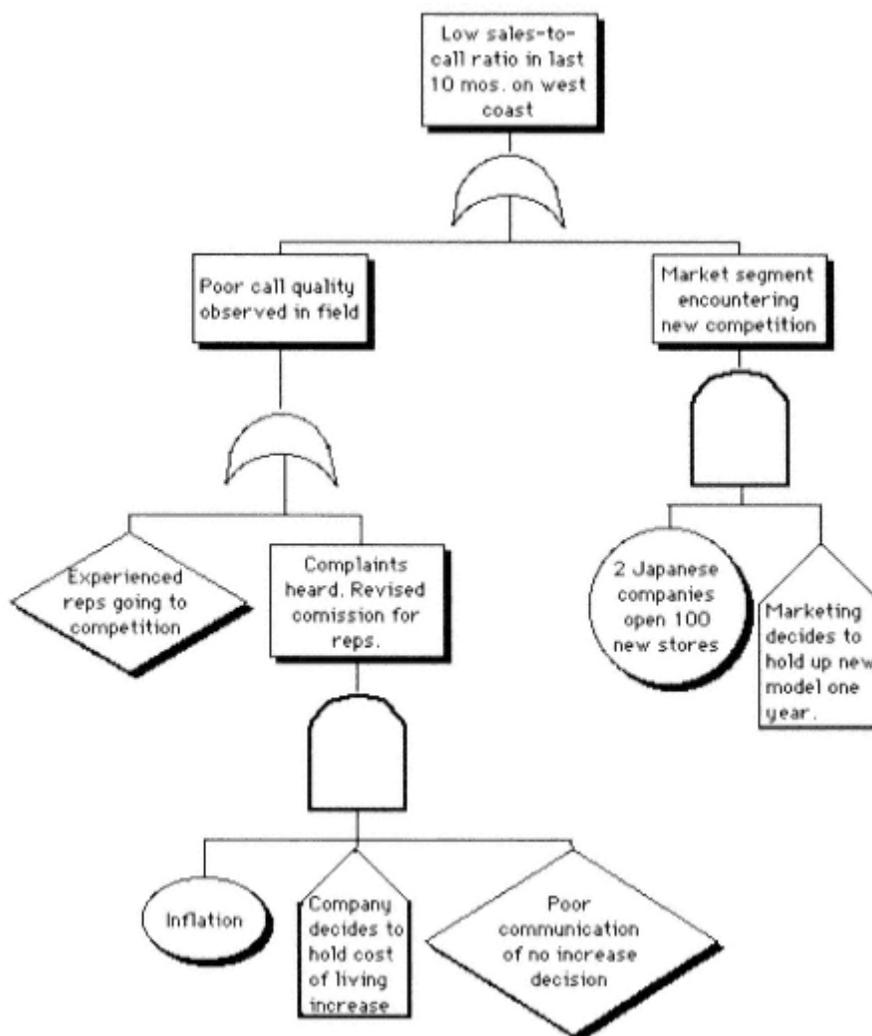 Low sales-to-
call ratio in last
10 mos. on west
coast
Poor call quality
observed in field
Market segment
encountering
new competition
Experienced
reps going to
competition
Complaints
heard. Revised
comission for
reps.
2 Japanese
companies
open 100
new stores
Marketing
decides to
hold up new
model one
year.
Inflation
Company
decides to
hold cost
of living
increase
Poor
communication
of no increase
decision